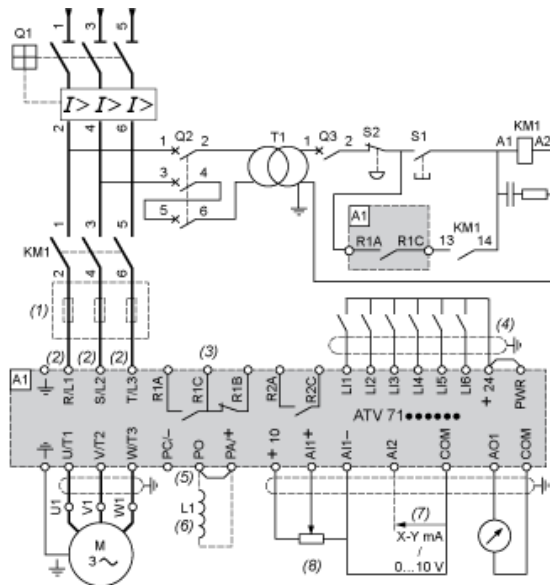 Q1
1 3 5
I> I> I>
2 4 6
1 Q2 2
3 4
5 6
T1
1 Q3 2
S2
S1
A1 KM1 A2
A1
R1A R1C
13 KM1 14
1 3 5
KM1
2 4 6
(1)
(2) (2) (2)
(3)
(4)
A1
R/L1
S/L2
T/L3
R1A
R1C
R1B
R2A
R2C
LI1
LI2
LI3
LI4
LI5
LI6
+ 24
PWR
ATV 71●●●●●●
U/T1
V/T2
W/T3
PC/–
PO
PA/+
+ 10
AI1+
AI1–
AI2
COM
AO1
COM
U1
V1
W1
M
3 ~
(5)
L1
(6)
(7)
X-Y mA
/
0...10 V
(8)